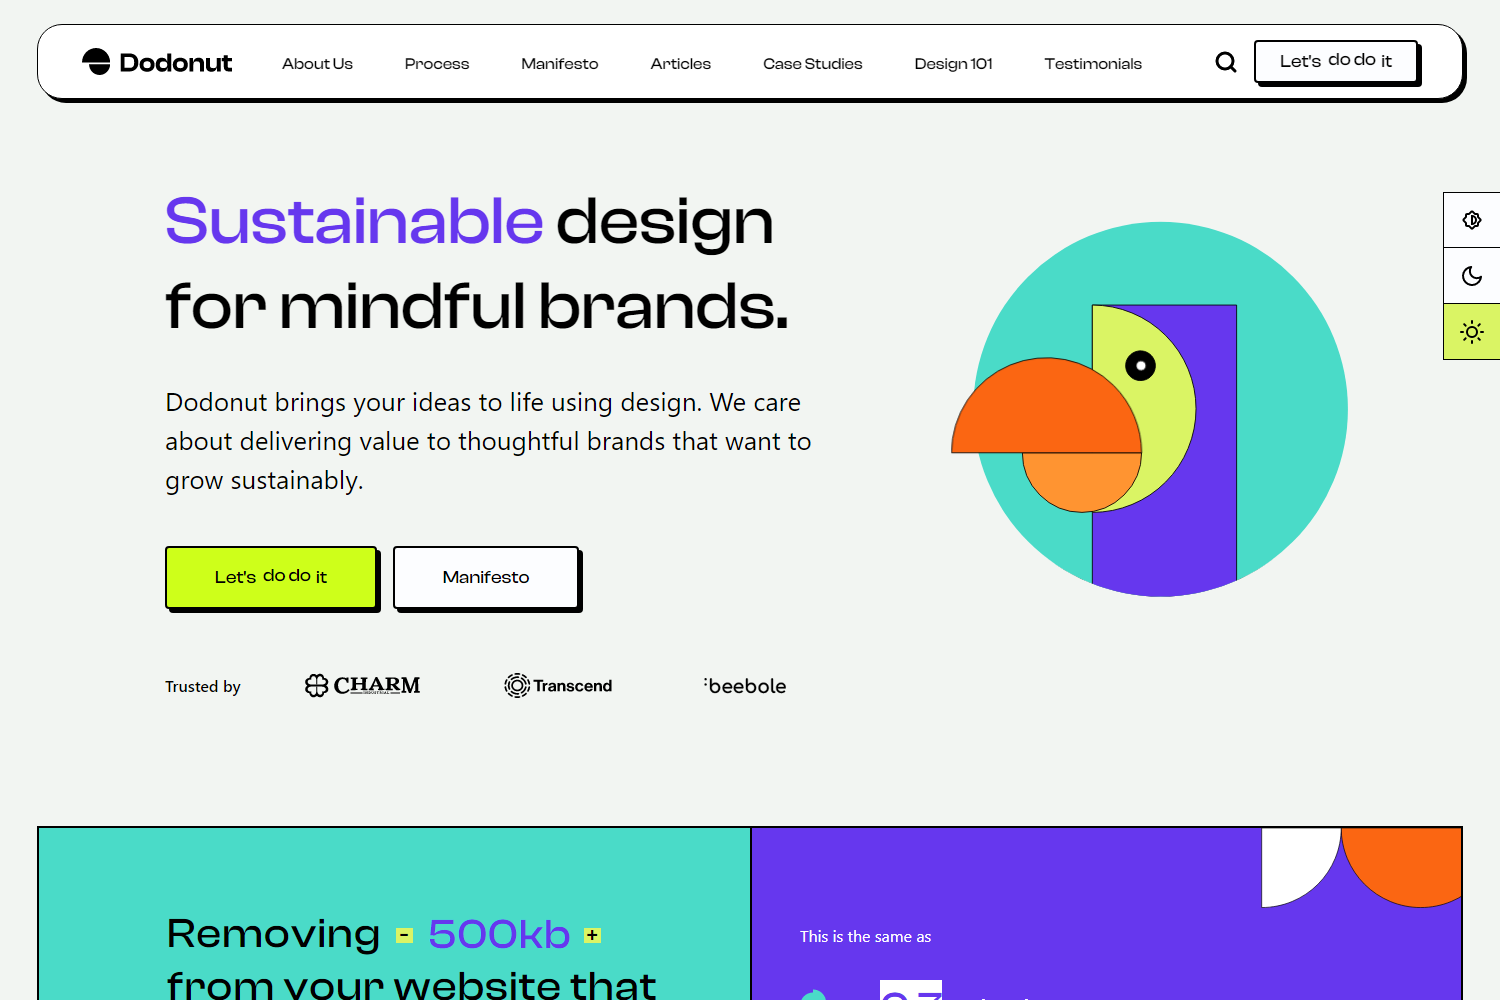 Dodonut
About Us
Process
Manifesto
Articles
Case Studies
Design 101
Testimonials
Let's do do it
Sustainable design
for mindful brands.
Dodonut brings your ideas to life using design. We care
about delivering value to thoughtful brands that want to
grow sustainably.
Let's do do it
Manifesto
Trusted by
CHARM
INDUSTRIAL
Transcend
:beebole
Removing - 500kb +
from your website that
This is the same as